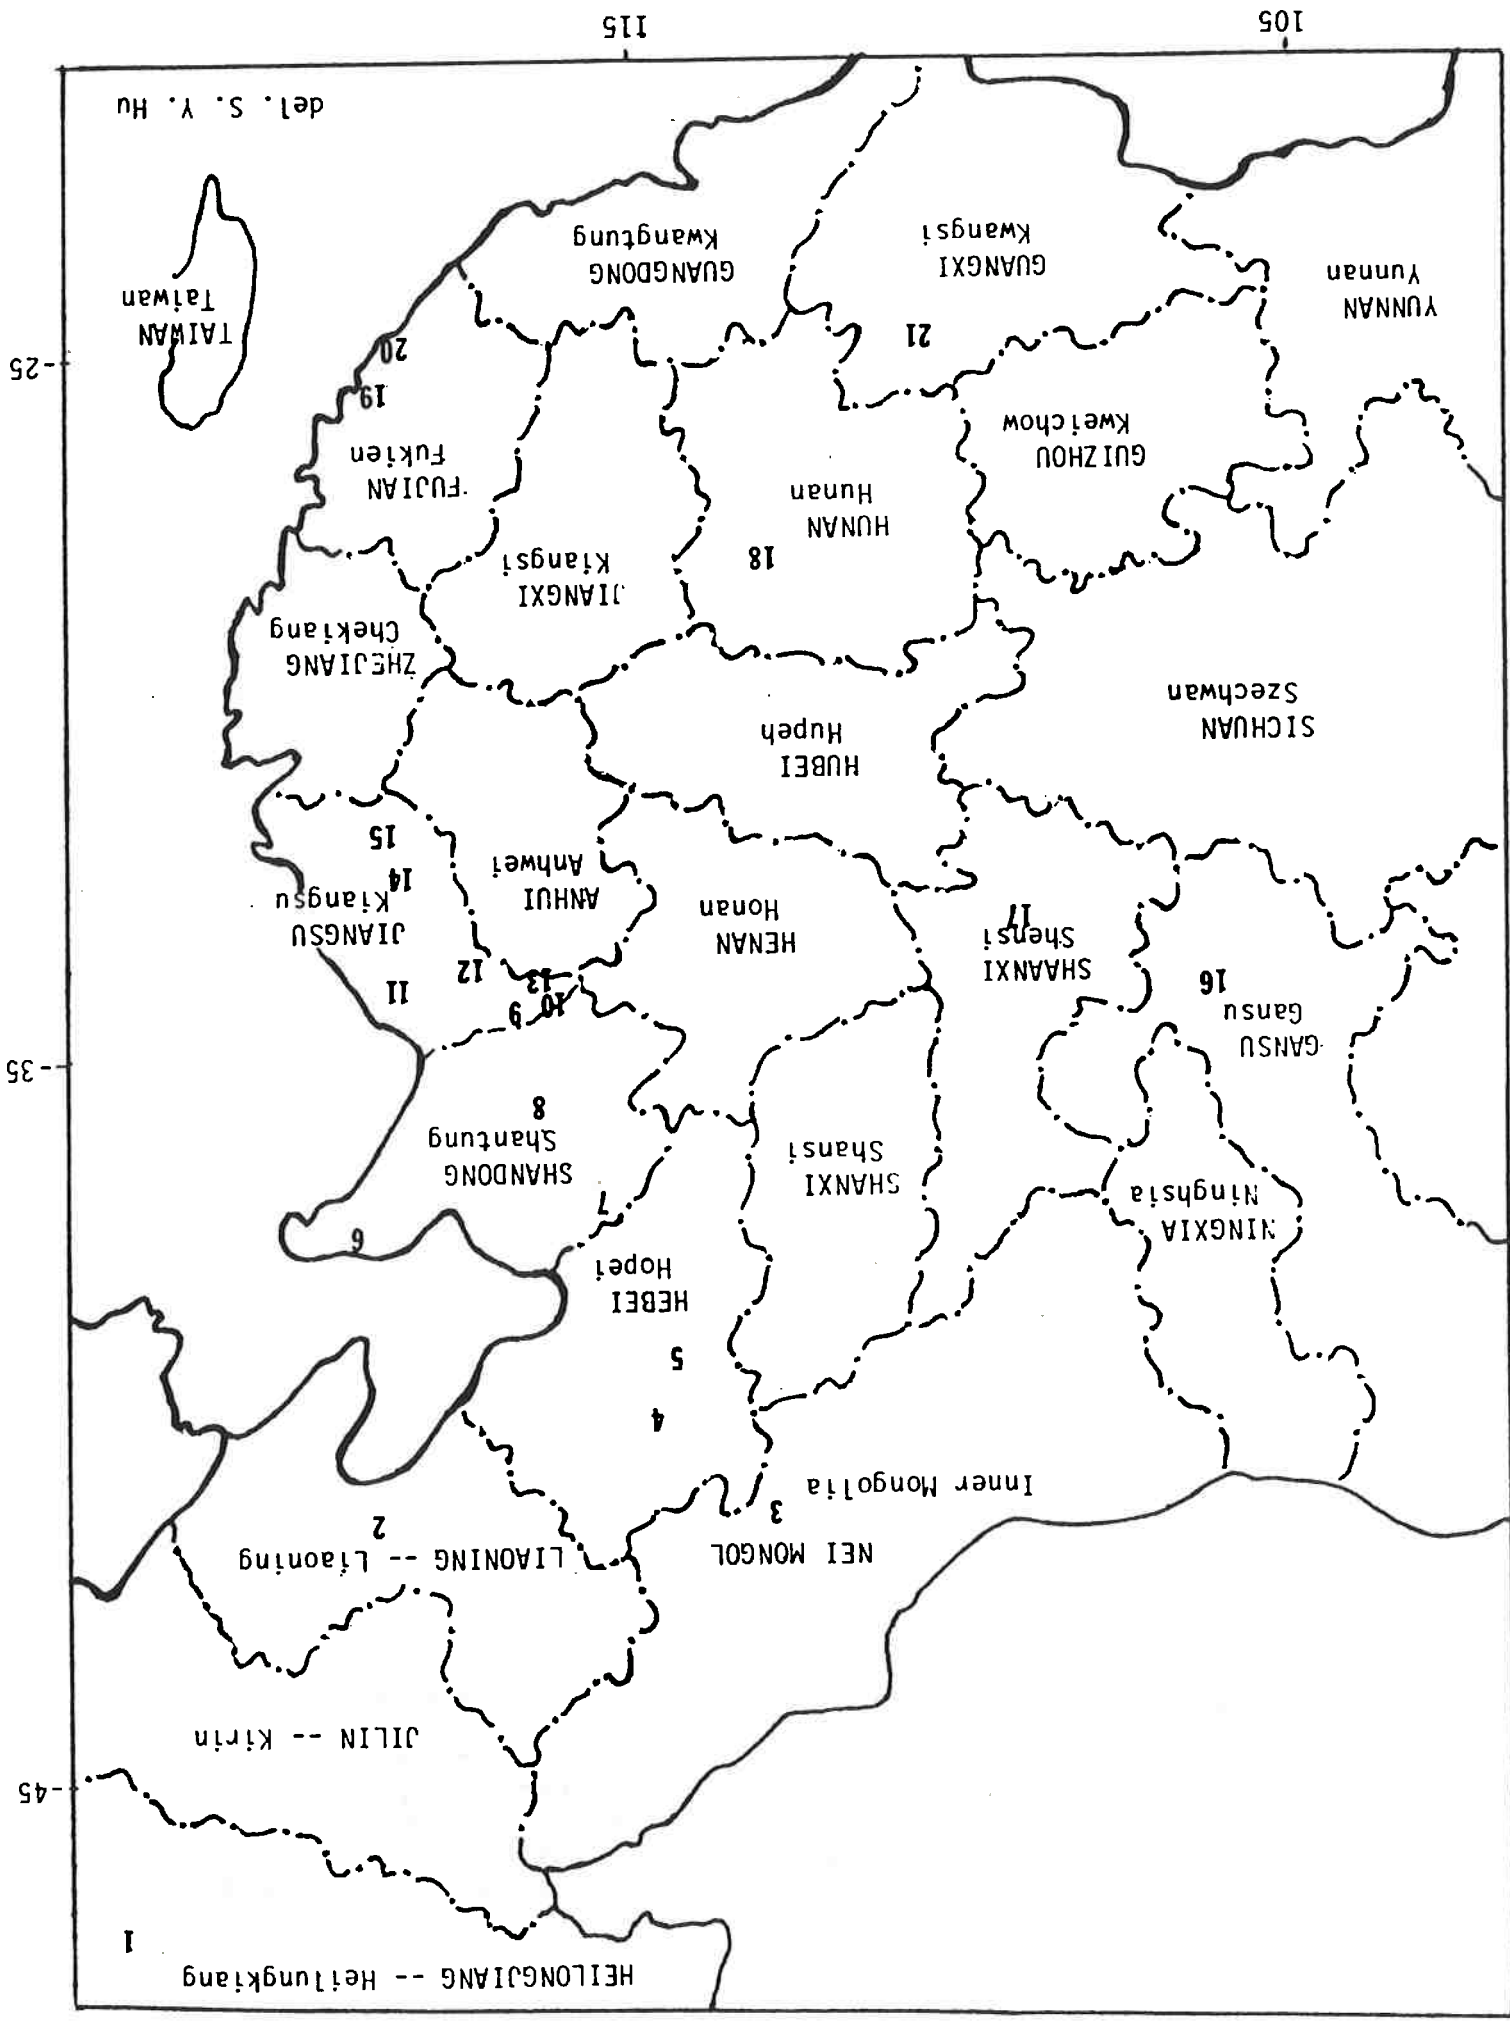 HEILONGJIANG -- Heilungkiang
1
--45
JILIN -- Kirin
NEI MONGOL
Inner Mongolia
3
LIAONING -- Liaoning
2
4
5
HEBEI
Hopei
6
7
NINGXIA
Ninghsia
SHANXI
Shansi
SHANDONG
Shantung
8
--35
GANSU
Gansu
16
SHAANXI
Shensi
17
HENAN
Honan
9
10
13
12
11
JIANGSU
Kiangsu
14
15
ANHUI
Anhwei
SICHUAN
Szechwan
HUBEI
Hupeh
ZHEJIANG
Chekiang
JIANGXI
Kiangsi
HUNAN
Hunan
18
FUJIAN
Fukien
19
20
GUIZHOU
Kweichow
--25
YUNNAN
Yunnan
21
GUANGXI
Kwangsi
GUANGDONG
Kwangtung
TAIWAN
Taiwan
del. S. Y. Hu
105
115